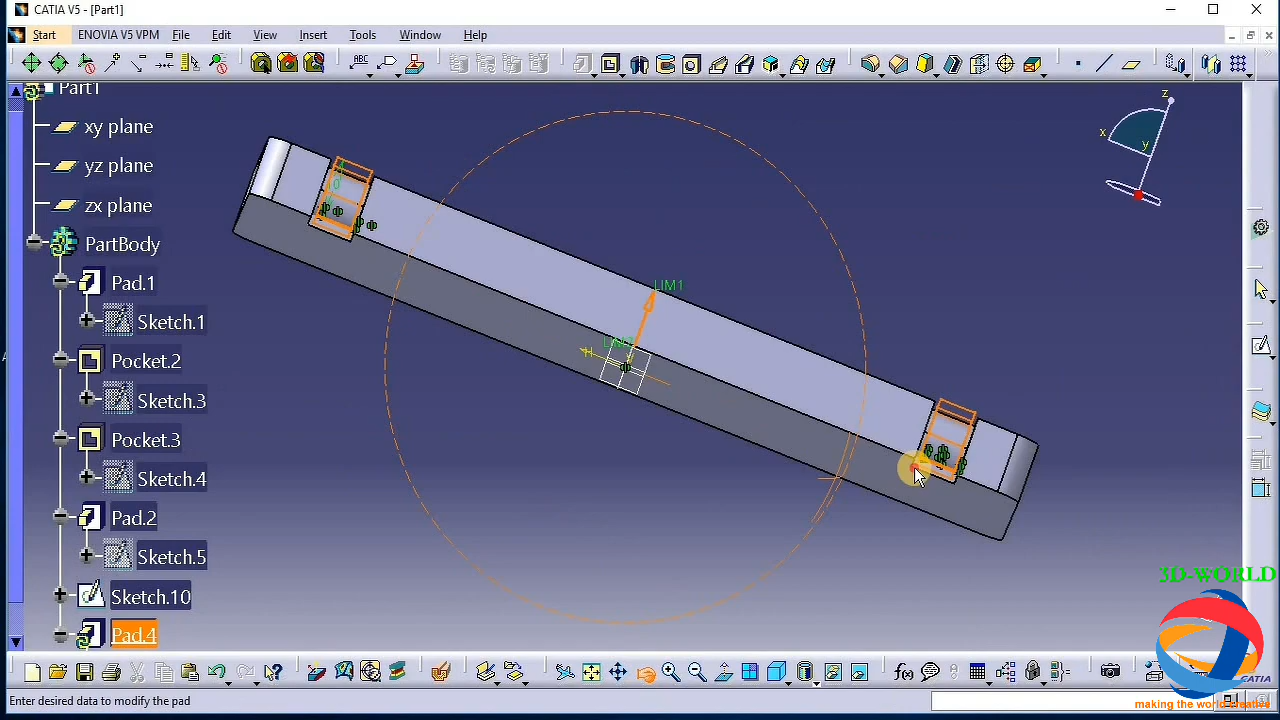 CATIA V5 - [Part1]
Start ENOVIA V5 VPM File Edit View Insert Tools Window Help
Part1
xy plane
yz plane
zx plane
PartBody
Pad.1
Sketch.1
Pocket.2
Sketch.3
Pocket.3
Sketch.4
Pad.2
Sketch.5
Sketch.10
Pad.4
LIM1
H
z
x
y
3D-WORLD
CATIA
making the world creative
Enter desired data to modify the pad